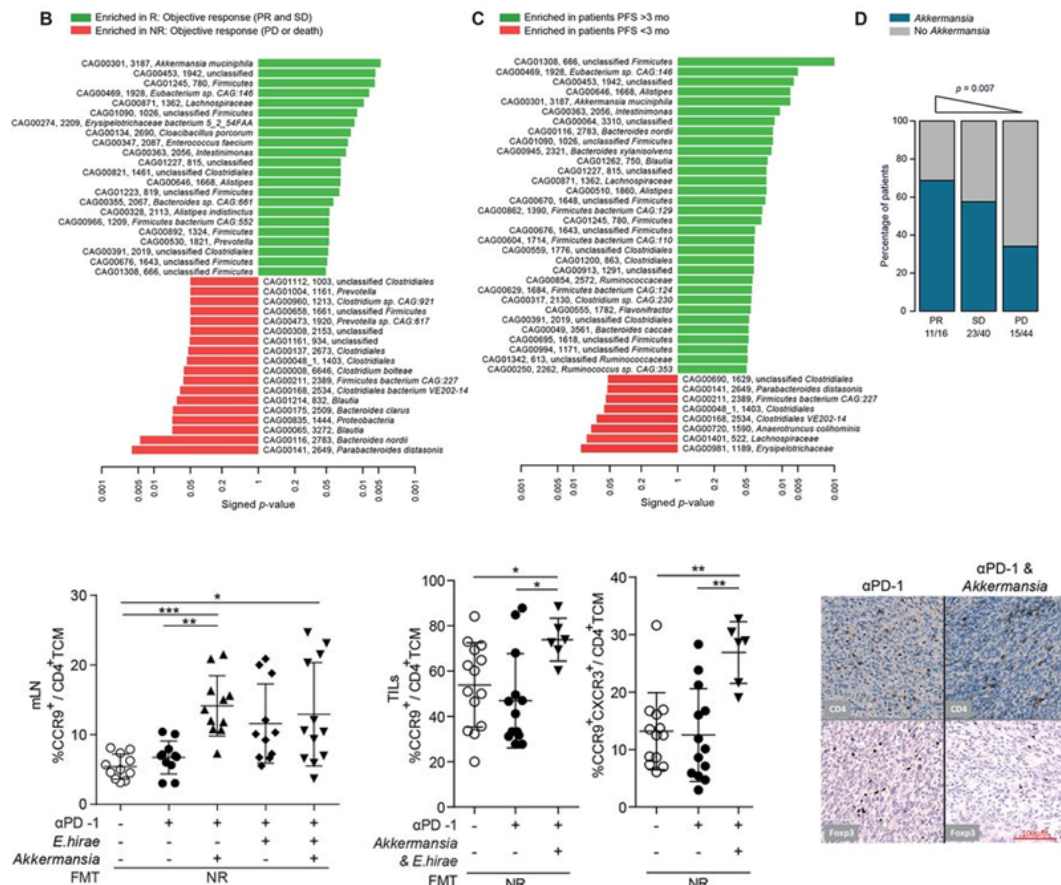 B
Enriched in R: Objective response (PR and SD)
Enriched in NR: Objective response (PD or death)
CAG00301, 3187, Akkermansia muciniphila
CAG00453, 1942, unclassified
CAG01245, 780, Firmicutes
CAG00469, 1928, Eubacterium sp. CAG:146
CAG00871, 1362, Lachnospiraceae
CAG01090, 1026, unclassified Firmicutes
CAG00274, 2209, Erysipelotrichaceae bacterium 5_2_54FAA
CAG00134, 2690, Cloacibacillus porcorum
CAG00347, 2087, Enterococcus faecium
CAG00363, 2056, Intestinimonas
CAG01227, 815, unclassified
CAG00821, 1461, unclassified Clostridiales
CAG00646, 1668, Alistipes
CAG01223, 819, unclassified Firmicutes
CAG00355, 2067, Bacteroides sp. CAG:661
CAG00328, 2113, Alistipes indistinctus
CAG00966, 1209, Firmicutes bacterium CAG:552
CAG00892, 1324, Firmicutes
CAG00530, 1821, Prevotella
CAG00391, 2019, unclassified Clostridiales
CAG00676, 1643, unclassified Firmicutes
CAG01308, 666, unclassified Firmicutes
CAG01112, 1003, unclassified Clostridiales
CAG01004, 1161, Prevotella
CAG00960, 1213, Clostridium sp. CAG:921
CAG00658, 1661, unclassified Firmicutes
CAG00473, 1920, Prevotella sp. CAG:617
CAG00308, 2153, unclassified
CAG01161, 934, unclassified
CAG00137, 2673, Clostridiales
CAG00048_1, 1403, Clostridiales
CAG00008, 6646, Clostridium bolteae
CAG00211, 2389, Firmicutes bacterium CAG:227
CAG00168, 2534, Clostridiales bacterium VE202-14
CAG01214, 832, Blautia
CAG00175, 2509, Bacteroides clarus
CAG00835, 1444, Proteobacteria
CAG00065, 3272, Blautia
CAG00116, 2783, Bacteroides nordii
CAG00141, 2649, Parabacteroides distasonis
0.001 0.005 0.01 0.05 0.2 1 0.2 0.05 0.01 0.005 0.001
Signed p-value
C
Enriched in patients PFS >3 mo
Enriched in patients PFS <3 mo
CAG01308, 666, unclassified Firmicutes
CAG00469, 1928, Eubacterium sp. CAG:146
CAG00453, 1942, unclassified
CAG00646, 1668, Alistipes
CAG00301, 3187, Akkermansia muciniphila
CAG00363, 2056, Intestinimonas
CAG00064, 3310, unclassified
CAG00116, 2783, Bacteroides nordii
CAG01090, 1026, unclassified Firmicutes
CAG00945, 2321, Bacteroides xylanisolvens
CAG01262, 750, Blautia
CAG01227, 815, unclassified
CAG00871, 1362, Lachnospiraceae
CAG00510, 1860, Alistipes
CAG00670, 1648, unclassified Firmicutes
CAG00862, 1390, Firmicutes bacterium CAG:129
CAG01245, 780, Firmicutes
CAG00676, 1643, unclassified Firmicutes
CAG00604, 1714, Firmicutes bacterium CAG:110
CAG00559, 1776, unclassified Clostridiales
CAG01200, 863, Clostridiales
CAG00913, 1291, unclassified
CAG00854, 2572, Ruminococcaceae
CAG00629, 1684, Firmicutes bacterium CAG:124
CAG00317, 2130, Clostridium sp. CAG:230
CAG00555, 1782, Flavonifractor
CAG00391, 2019, unclassified Clostridiales
CAG00049, 3561, Bacteroides caccae
CAG00695, 1618, unclassified Firmicutes
CAG00994, 1171, unclassified Firmicutes
CAG01342, 613, unclassified Ruminococcaceae
CAG00250, 2262, Ruminococcus sp. CAG:353
CAG00690, 1629, unclassified Clostridiales
CAG00141, 2649, Parabacteroides distasonis
CAG00211, 2389, Firmicutes bacterium CAG:227
CAG00048_1, 1403, Clostridiales
CAG00168, 2534, Clostridiales VE202-14
CAG00720, 1590, Anaerotruncus colihominis
CAG01401, 522, Lachnospiraceae
CAG00981, 1189, Erysipelotrichaceae
0.001 0.005 0.01 0.05 0.2 1 0.2 0.05 0.01 0.005 0.001
Signed p-value
D
Akkermansia
No Akkermansia
p = 0.007
Percentage of patients
100
80
60
40
20
0
PR SD PD
11/16 23/40 15/44
mLN
%CCR9+/ CD4+TCM
30
20
10
0
*
***
**
αPD -1 - + + + +
E.hirae - - - + +
Akkermansia - - + - +
FMT NR
TILs
%CCR9+/ CD4+TCM
100
80
60
40
20
0
*
*
αPD -1 - + +
Akkermansia & E.hirae - - +
FMT NR
%CCR9+CXCR3+/ CD4+TCM
40
30
20
10
0
**
**
- + +
- - +
NR
αPD-1
αPD-1 & Akkermansia
CD4
CD4
Foxp3
Foxp3